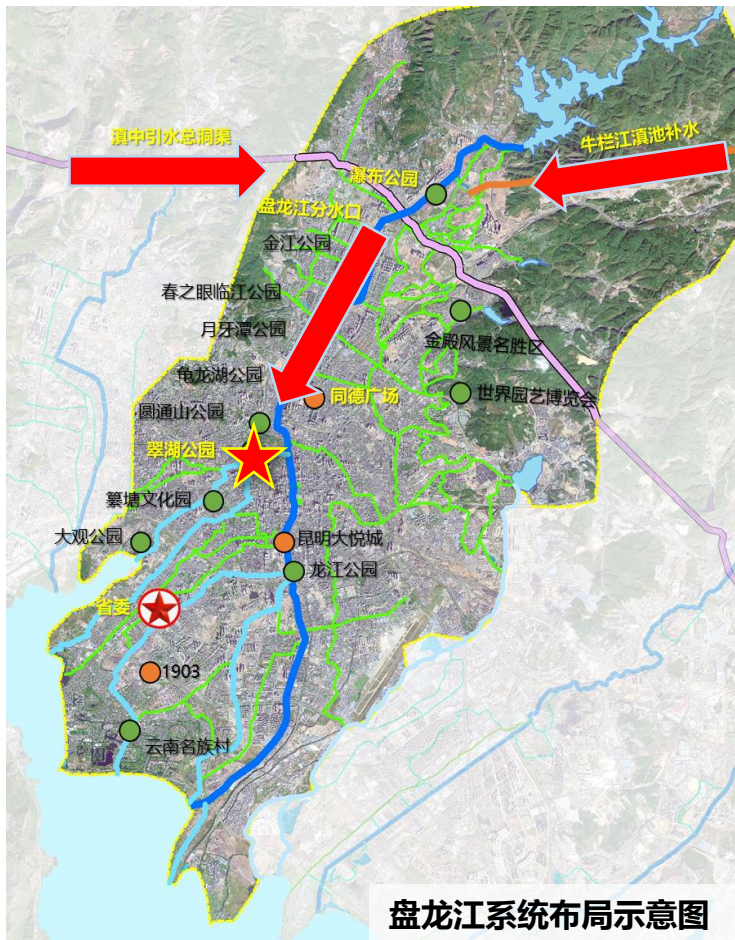 滇中引水总洞渠
牛栏江滇池补水
瀑布公园
盘龙江分水口
金江公园
春之眼临江公园
月牙潭公园
金殿风景名胜区
龟龙湖公园
同德广场
世界园艺博览会
圆通山公园
翠湖公园
篆塘文化园
大观公园
昆明大悦城
龙江公园
省委
1903
云南名族村
盘龙江系统布局示意图